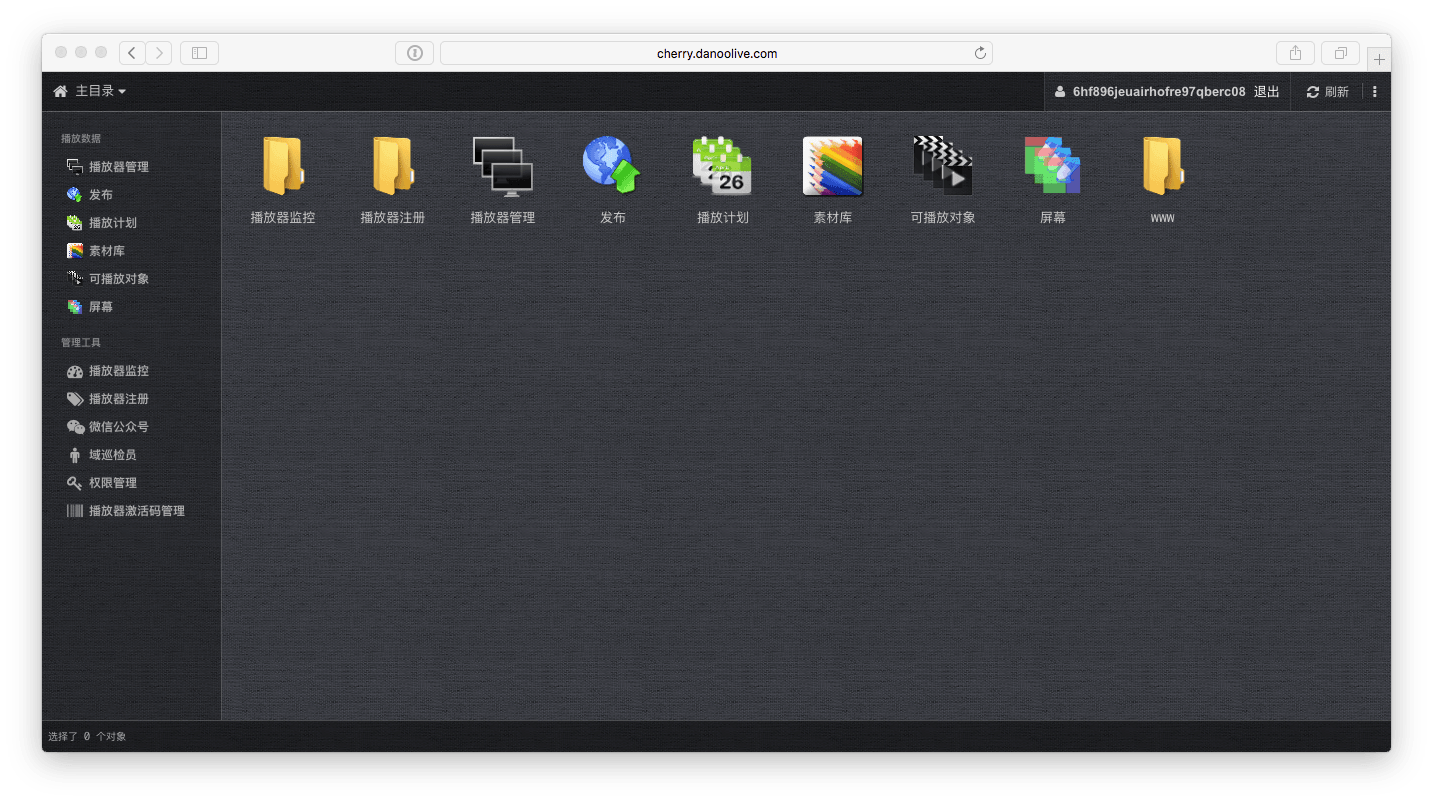 cherry.danoolive.com
主目录
6hf896jeuairhofre97qberc08 退出 刷新
播放数据
播放器管理
发布
播放计划
素材库
可播放对象
屏幕
管理工具
播放器监控
播放器注册
微信公众号
域巡检员
权限管理
播放器激活码管理
26
播放器监控 播放器注册 播放器管理 发布 播放计划 素材库 可播放对象 屏幕 www
选择了 0 个对象